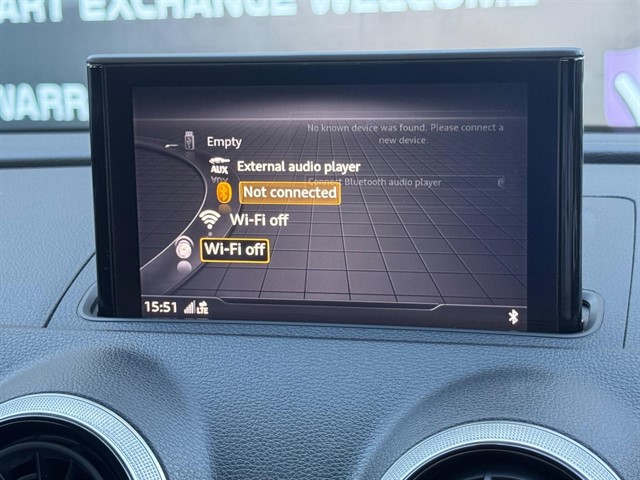 ART EXCHANGE WELCOME
WARR
No known device was found. Please connect a
new device.
Empty
AUX
External audio player
Connect Bluetooth audio player
Not connected
Wi-Fi off
Wi-Fi off
15:51
LTE